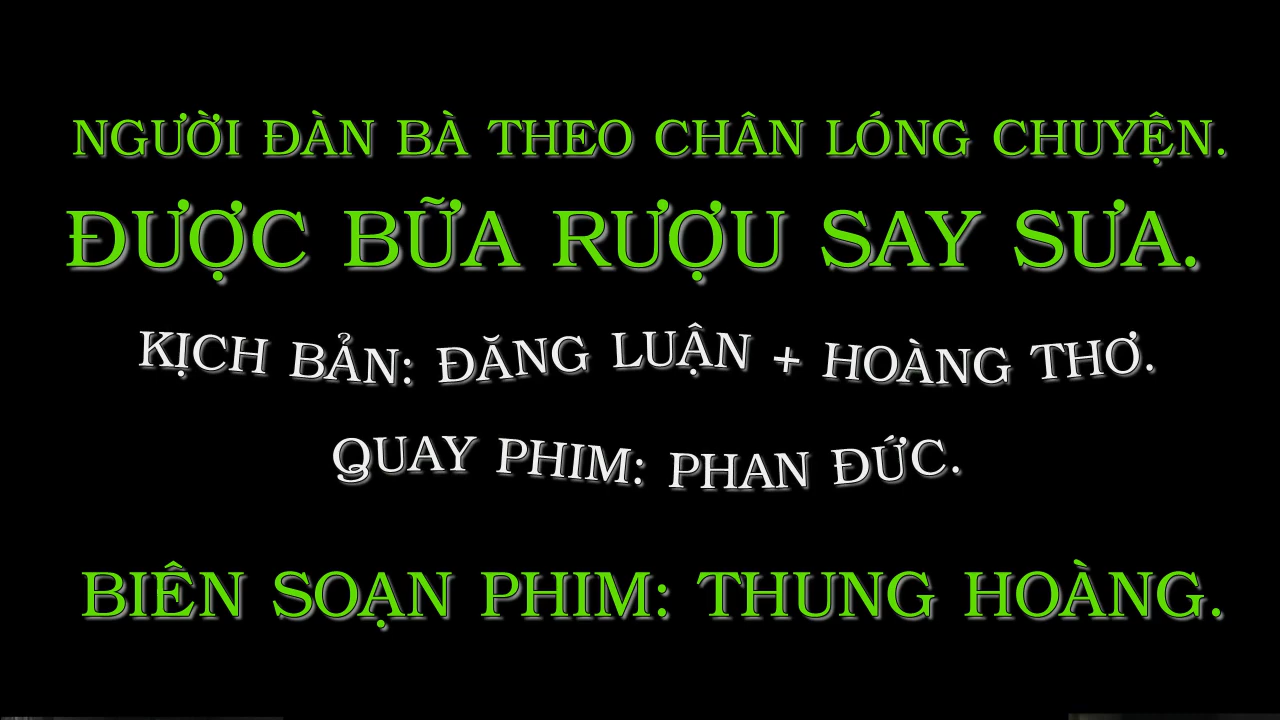 NGƯỜI ĐÀN BÀ THEO CHÂN LÓNG CHUYỆN.
ĐƯỢC BỮA RƯỢU SAY SƯA.
KỊCH BẢN: ĐĂNG LUẬN + HOÀNG THƠ.
QUAY PHIM: PHAN ĐỨC.
BIÊN SOẠN PHIM: THUNG HOÀNG.